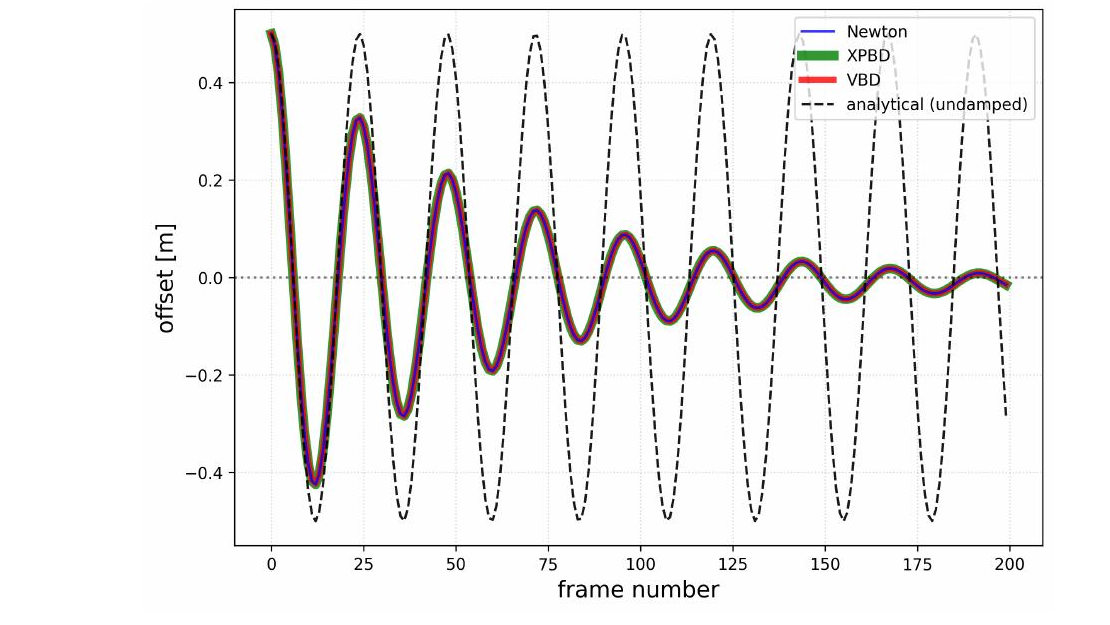 Newton
XPBD
VBD
analytical (undamped)
0.4
0.2
0.0
−0.2
−0.4
offset [m]
0 25 50 75 100 125 150 175 200
frame number